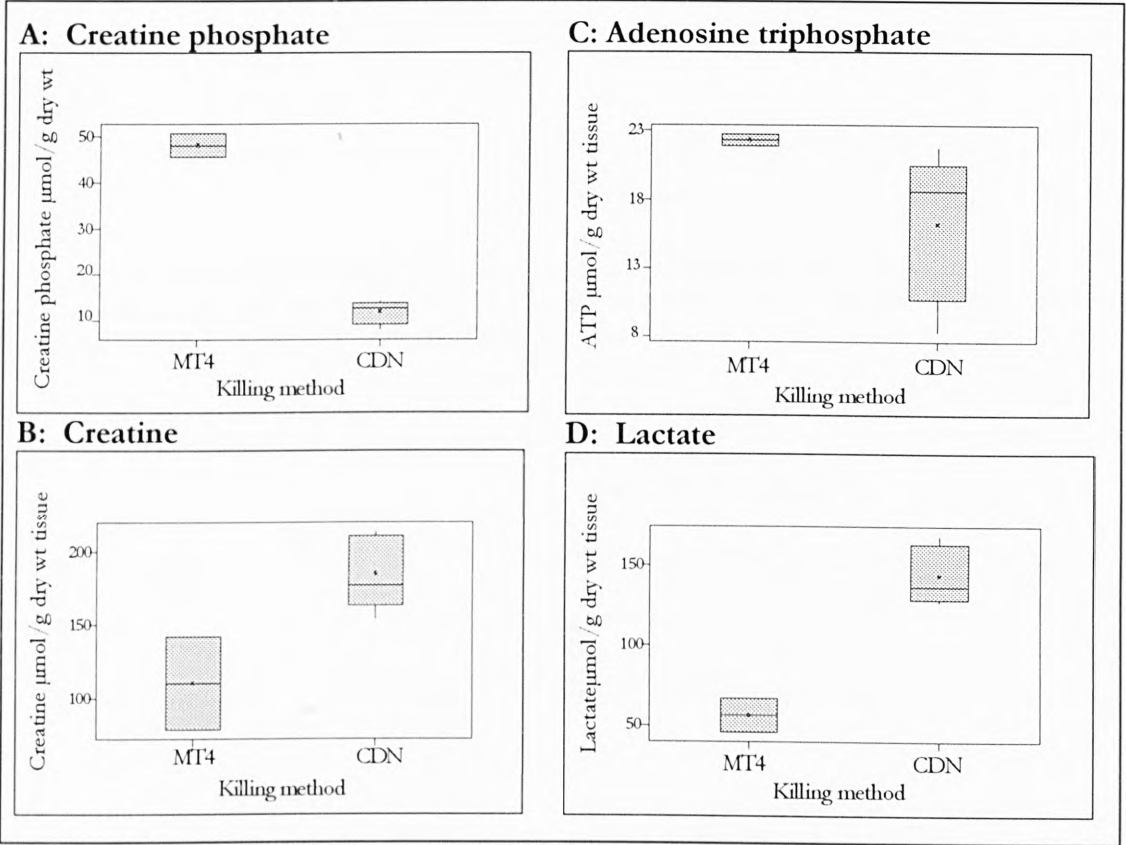 A: Creatine phosphate
Creatine phosphate µmol/g dry wt
50
40
30
20
10
MT4 CDN
Killing method
C: Adenosine triphosphate
ATP µmol/g dry wt tissue
23
18
13
8
MT4 CDN
Killing method
B: Creatine
Creatine µmol/g dry wt tissue
200
150
100
MT4 CDN
Killing method
D: Lactate
Lactateµmol/g dry wt tissue
150
100
50
MT4 CDN
Killing method